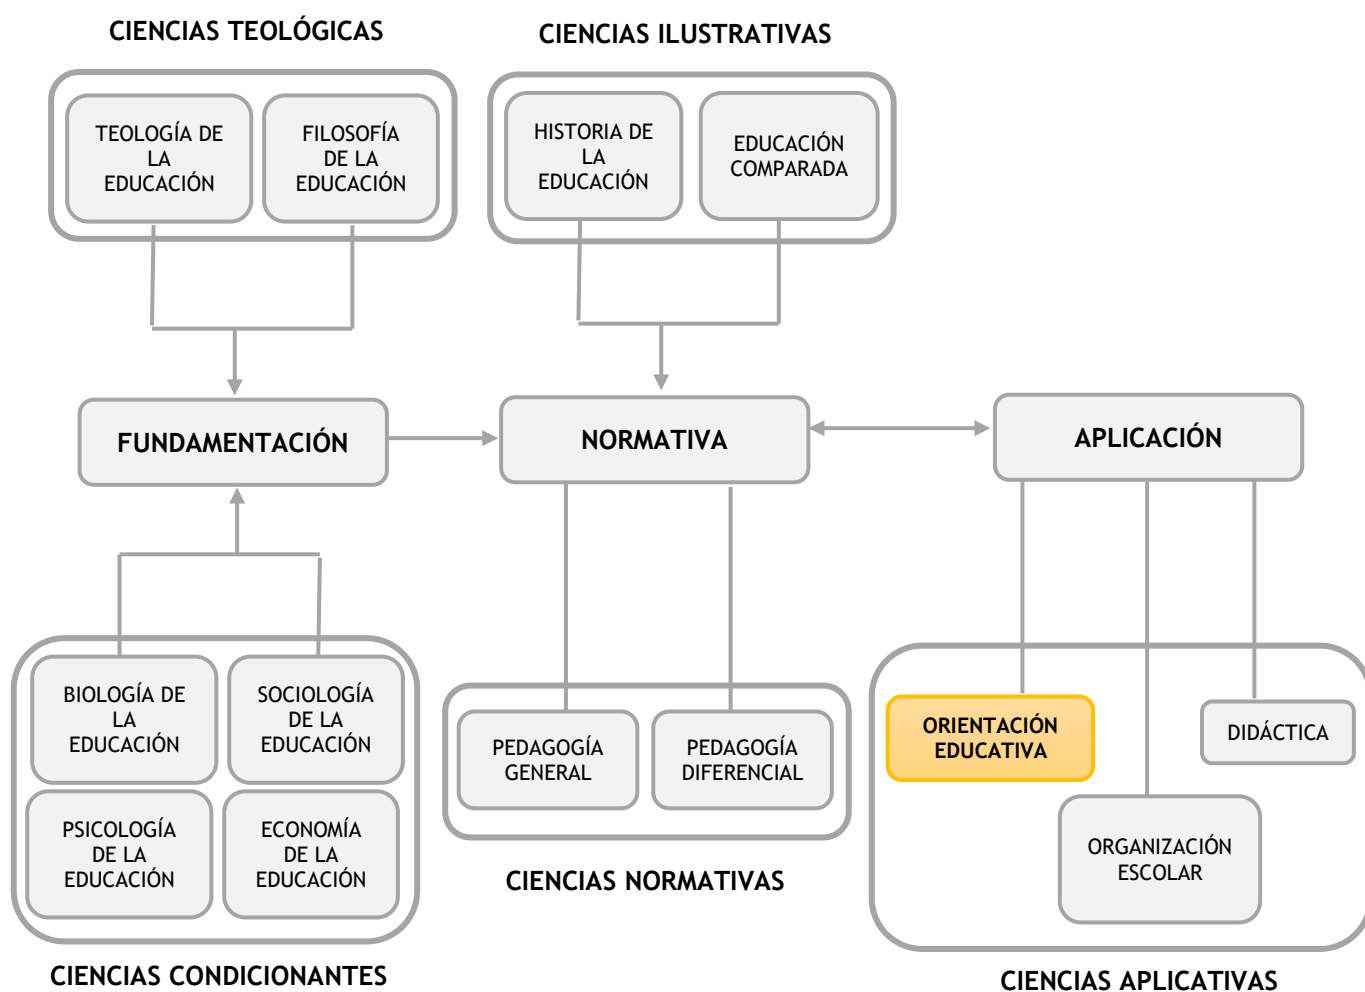 CIENCIAS TEOLÓGICAS
CIENCIAS ILUSTRATIVAS
TEOLOGÍA DE
LA
EDUCACIÓN
FILOSOFÍA
DE LA
EDUCACIÓN
HISTORIA DE
LA
EDUCACIÓN
EDUCACIÓN
COMPARADA
FUNDAMENTACIÓN
NORMATIVA
APLICACIÓN
BIOLOGÍA DE
LA
EDUCACIÓN
SOCIOLOGÍA
DE LA
EDUCACIÓN
PSICOLOGÍA
DE LA
EDUCACIÓN
ECONOMÍA
DE LA
EDUCACIÓN
CIENCIAS CONDICIONANTES
PEDAGOGÍA
GENERAL
PEDAGOGÍA
DIFERENCIAL
CIENCIAS NORMATIVAS
ORIENTACIÓN
EDUCATIVA
DIDÁCTICA
ORGANIZACIÓN
ESCOLAR
CIENCIAS APLICATIVAS